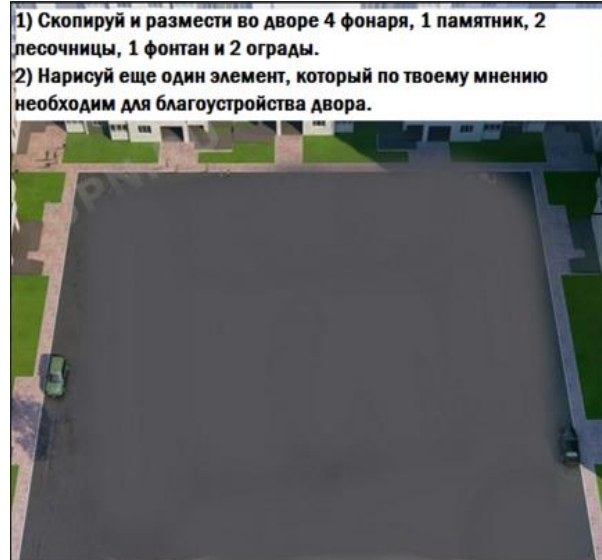 1) Скопируй и размести во дворе 4 фонаря, 1 памятник, 2
песочницы, 1 фонтан и 2 ограды.
2) Нарисуй еще один элемент, который по твоему мнению
необходим для благоустройства двора.